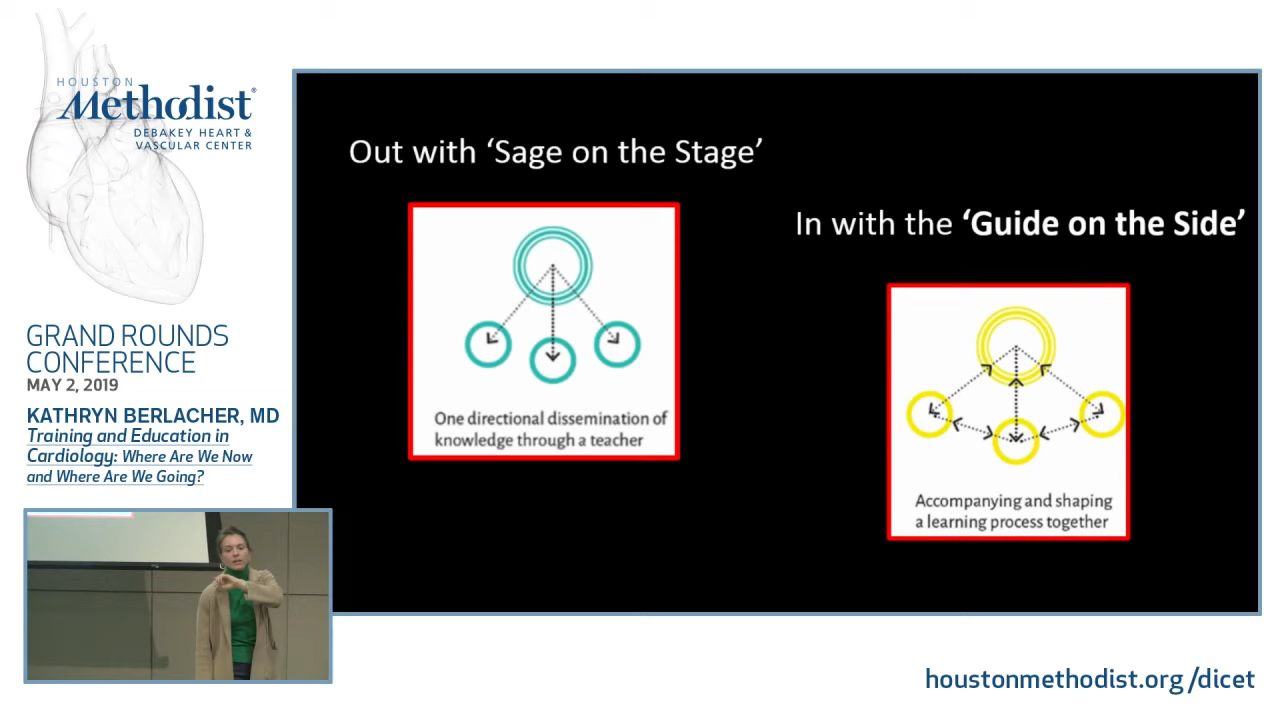 HOUSTON
Methodist®
DEBAKEY HEART &
VASCULAR CENTER
GRAND ROUNDS
CONFERENCE
MAY 2, 2019
KATHRYN BERLACHER, MD
Training and Education in
Cardiology: Where Are We Now
and Where Are We Going?
Out with ‘Sage on the Stage’
One directional dissemination of
knowledge through a teacher
In with the ‘Guide on the Side’
Accompanying and shaping
a learning process together
houstonmethodist.org/dicet